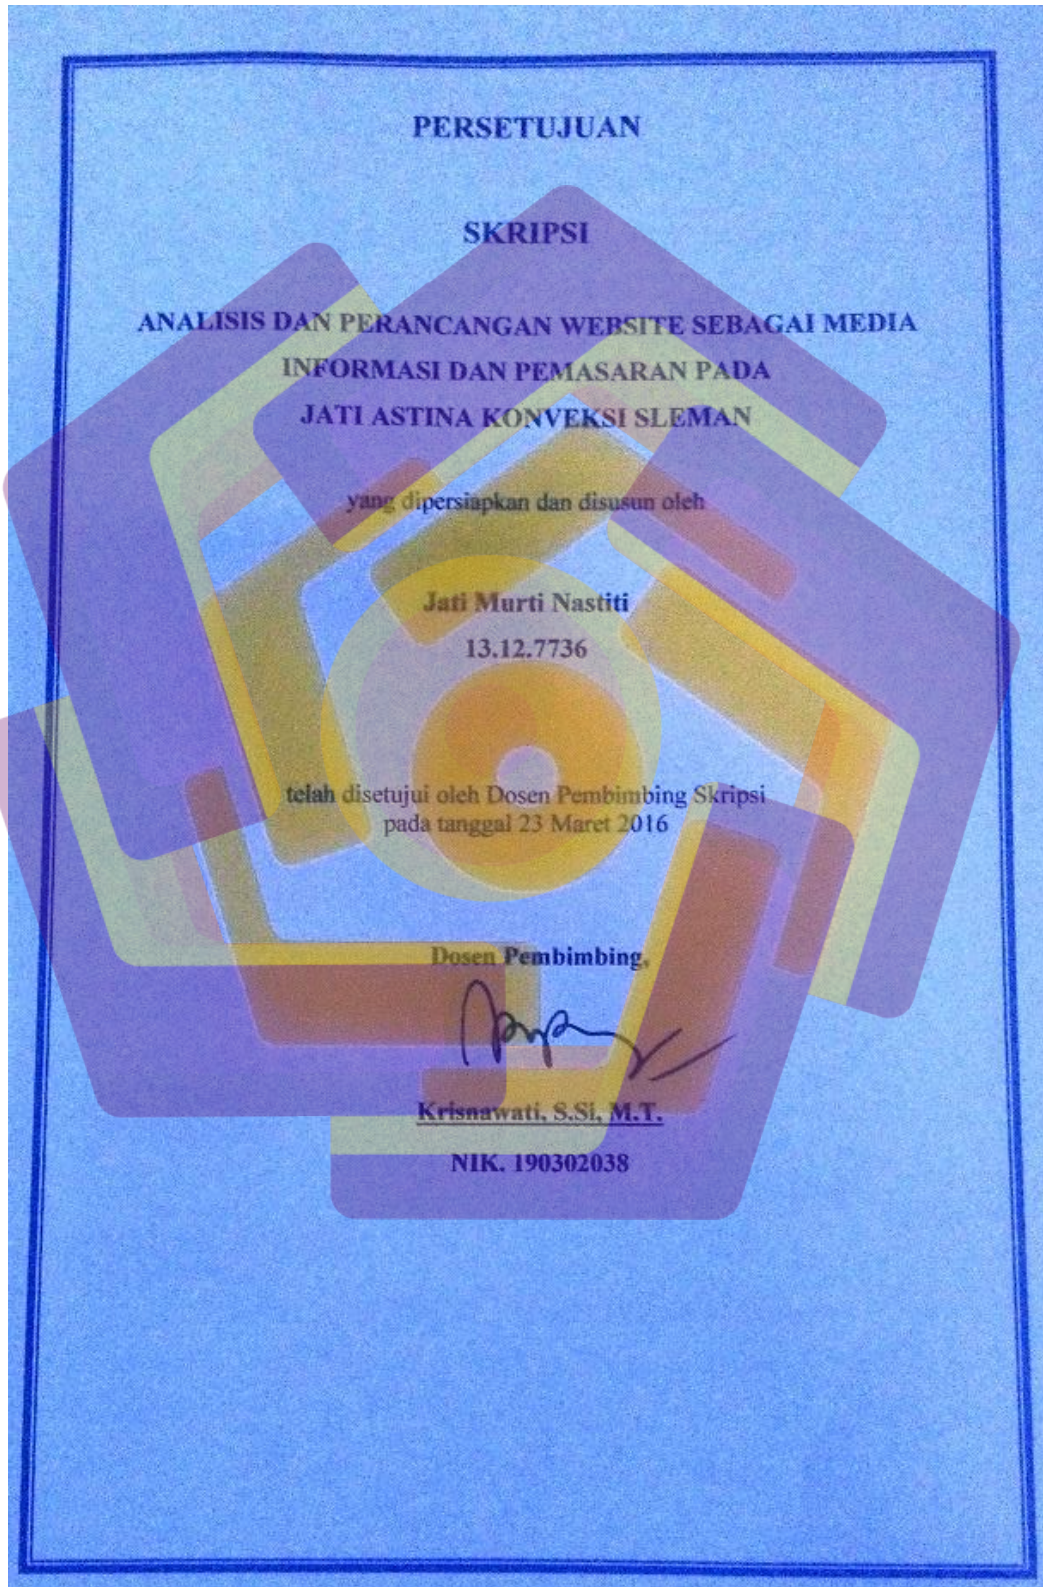 PERSETUJUAN
SKRIPSI
ANALISIS DAN PERANCANGAN WEBSITE SEBAGAI MEDIA
INFORMASI DAN PEMASARAN PADA
JATI ASTINA KONVEKSI SLEMAN
yang dipersiapkan dan disusun oleh
Jati Murti Nastiti
13.12.7736
telah disetujui oleh Dosen Pembimbing Skripsi
pada tanggal 23 Maret 2016
Dosen Pembimbing,
Krisnawati, S.Si, M.T.
NIK. 190302038